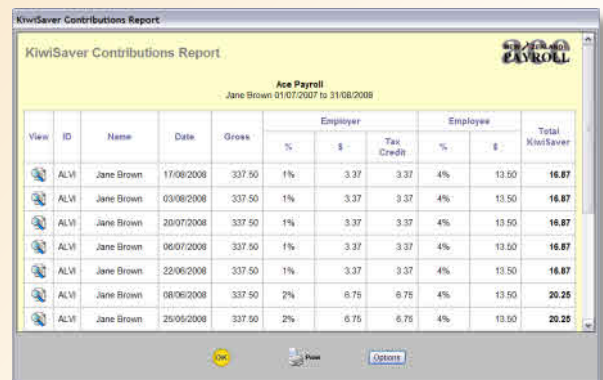 KiwiSaver Contributions Report
KiwiSaver Contributions Report
NEW ZEALAND
PAYROLL
Ace Payroll
Jane Brown 01/07/2007 to 31/08/2008
Employer Employee
View ID Name Date Gross % $ Tax Credit % $ Total KiwiSaver
ALVI Jane Brown 17/08/2008 337.50 1% 3.37 3.37 4% 13.50 16.87
ALVI Jane Brown 03/08/2008 337.50 1% 3.37 3.37 4% 13.50 16.87
ALVI Jane Brown 20/07/2008 337.50 1% 3.37 3.37 4% 13.50 16.87
ALVI Jane Brown 06/07/2008 337.50 1% 3.37 3.37 4% 13.50 16.87
ALVI Jane Brown 22/06/2008 337.50 1% 3.37 3.37 4% 13.50 16.87
ALVI Jane Brown 08/06/2008 337.50 2% 6.75 6.75 4% 13.50 20.25
ALVI Jane Brown 25/05/2008 337.50 2% 6.75 6.75 4% 13.50 20.25
OK Print Options